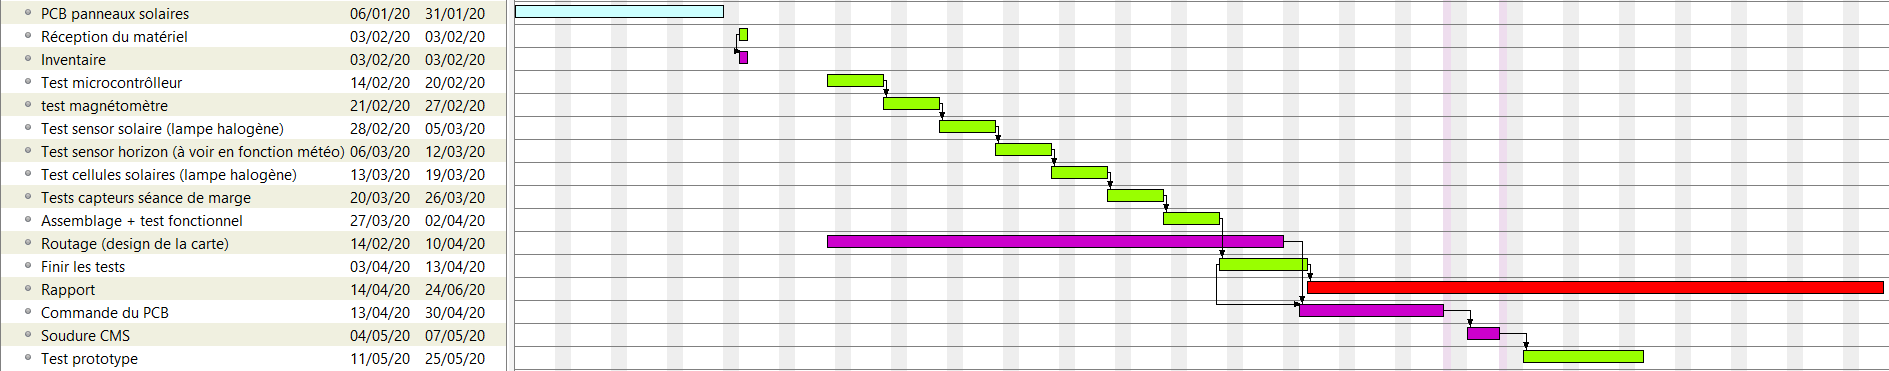 PCB panneaux solaires 06/01/20 31/01/20
Réception du matériel 03/02/20 03/02/20
Inventaire 03/02/20 03/02/20
Test microcontrôlleur 14/02/20 20/02/20
test magnétomètre 21/02/20 27/02/20
Test sensor solaire (lampe halogène) 28/02/20 05/03/20
Test sensor horizon (à voir en fonction météo) 06/03/20 12/03/20
Test cellules solaires (lampe halogène) 13/03/20 19/03/20
Tests capteurs séance de marge 20/03/20 26/03/20
Assemblage + test fonctionnel 27/03/20 02/04/20
Routage (design de la carte) 14/02/20 10/04/20
Finir les tests 03/04/20 13/04/20
Rapport 14/04/20 24/06/20
Commande du PCB 13/04/20 30/04/20
Soudure CMS 04/05/20 07/05/20
Test prototype 11/05/20 25/05/20